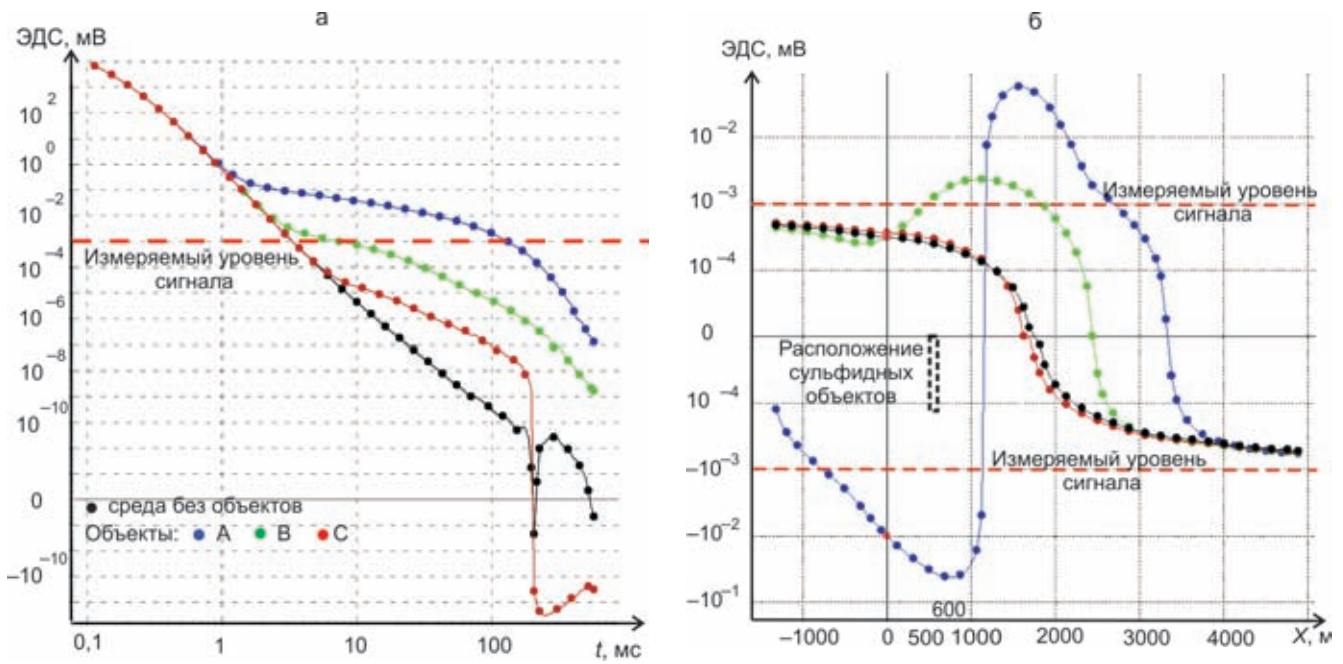 а
ЭДС, мВ
10 2
10 0
10 –2
10 –4
10 –6
10 –8
10 –10
0
–10 –10
Измеряемый уровень
сигнала
среда без объектов
Объекты: A B C
0,1 1 10 100 t, мс
б
ЭДС, мВ
10 –2
10 –3
10 –4
0
10 –4
–10 –3
–10 –2
–10 –1
Измеряемый уровень
сигнала
Расположение
сульфидных
объектов
Измеряемый уровень
сигнала
600
–1000 0 500 1000 2000 3000 4000 X, м